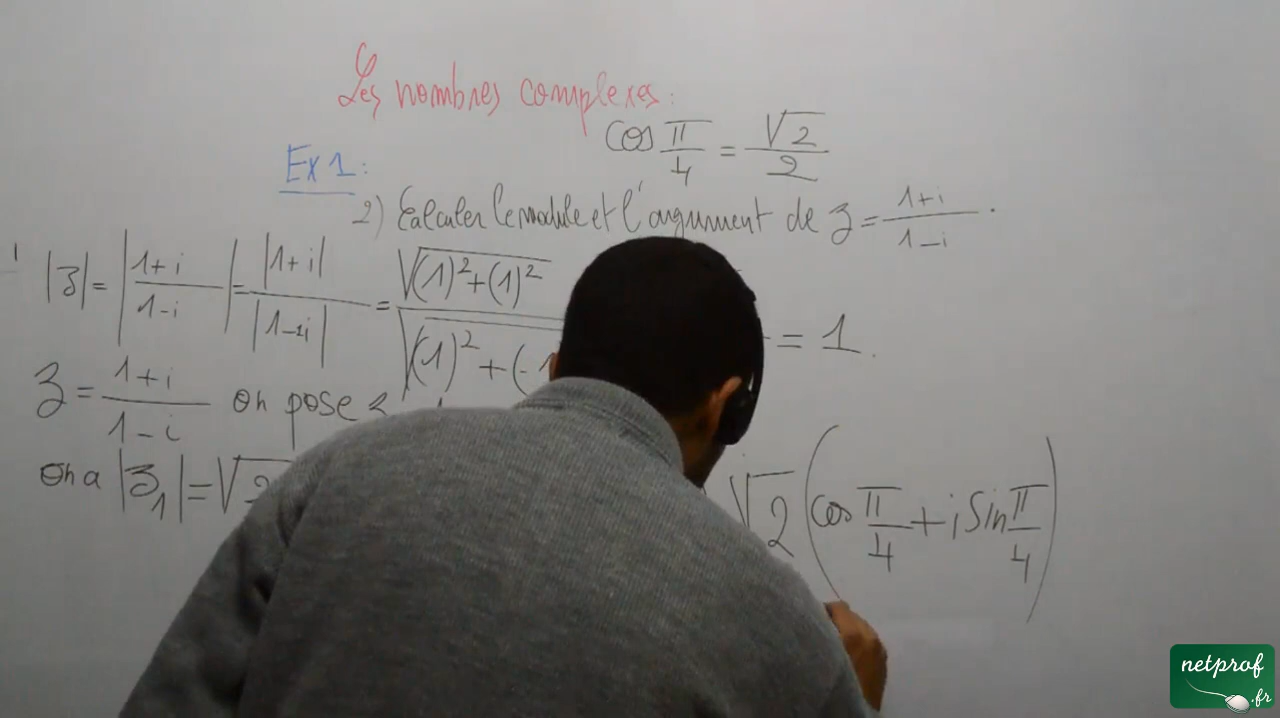 Les nombres complexes:
cos π/4 = √2/2
Ex 1:
2) Calculer le module et l'argument de z = 1+i/1-i.
|z| = |1+i/1-i| = |1+i|/|1-i| = √(1)²+(1)²/√(1)²+(-1 = 1.
z = 1+i/1-i on pose
on a |z₁| = √2
√2 (cos π/4 + i sin π/4)
netprof
.fr